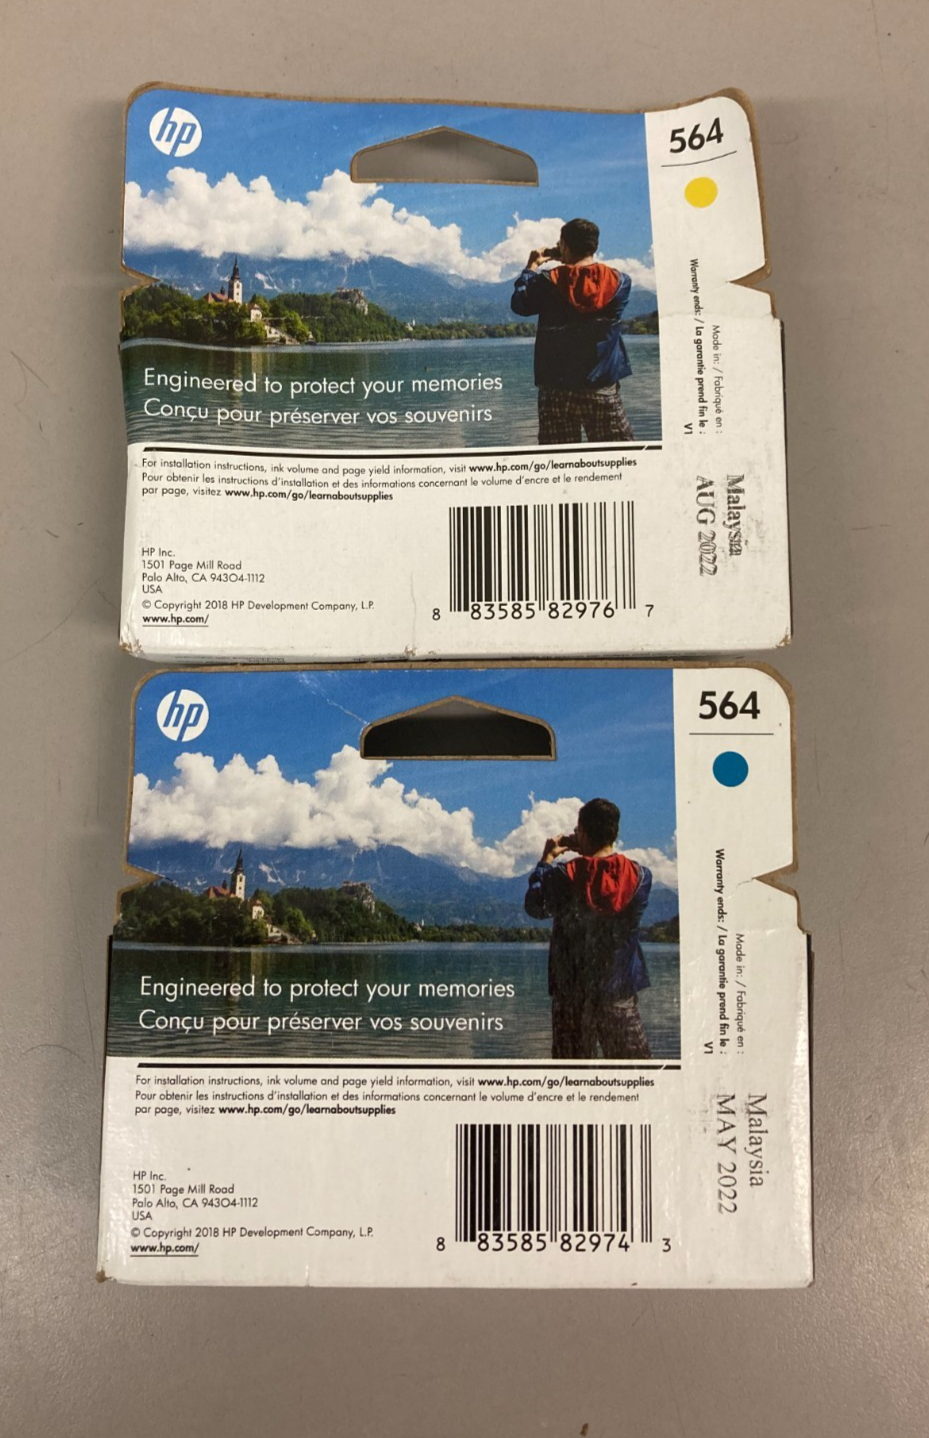 hp
564
Engineered to protect your memories
Conçu pour préserver vos souvenirs
For installation instructions, ink volume and page yield information, visit www.hp.com/go/learnaboutsupplies
Pour obtenir les instructions d'installation et des informations concernant le volume d'encre et le rendement
par page, visitez www.hp.com/go/learnaboutsupplies
HP Inc.
1501 Page Mill Road
Palo Alto, CA 94304-1112
USA
© Copyright 2018 HP Development Company, L.P.
www.hp.com/
8 83585 82976 7
Made in: / Fabriqué en :
Warranty ends: / La garantie prend fin le :
V1
Malaysia
AUG 2022
hp
564
Engineered to protect your memories
Conçu pour préserver vos souvenirs
For installation instructions, ink volume and page yield information, visit www.hp.com/go/learnaboutsupplies
Pour obtenir les instructions d'installation et des informations concernant le volume d'encre et le rendement
par page, visitez www.hp.com/go/learnaboutsupplies
HP Inc.
1501 Page Mill Road
Palo Alto, CA 94304-1112
USA
© Copyright 2018 HP Development Company, L.P.
www.hp.com/
8 83585 82974 3
Made in: / Fabriqué en :
Warranty ends: / La garantie prend fin le :
V1
Malaysia
MAY 2022